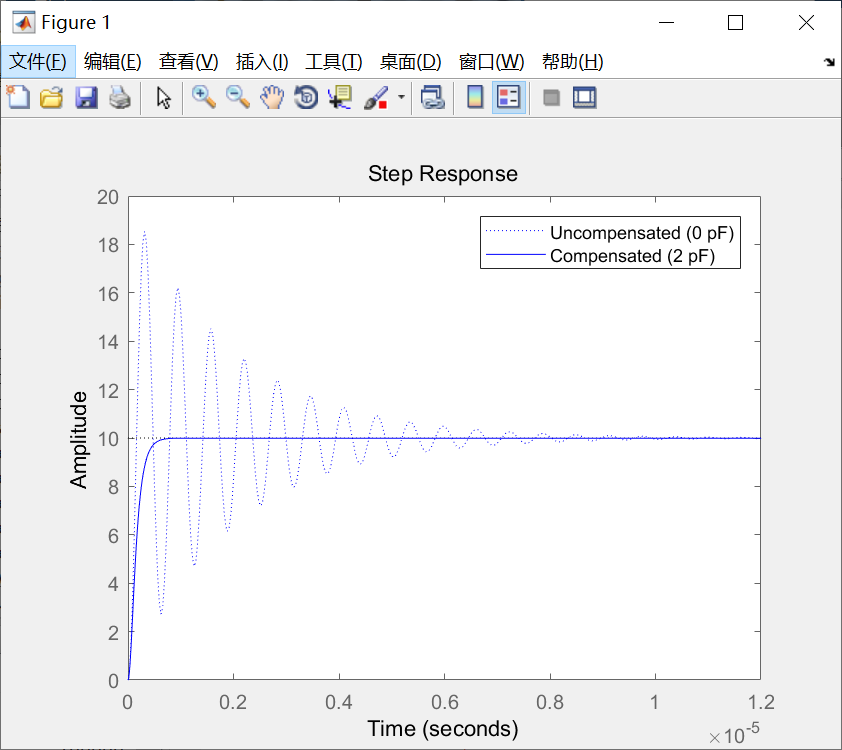 Figure 1
文件(F) 编辑(E) 查看(V) 插入(I) 工具(T) 桌面(D) 窗口(W) 帮助(H)
Step Response
20
18
16
14
12
10
8
6
4
2
0
Amplitude
Uncompensated (0 pF)
Compensated (2 pF)
0 0.2 0.4 0.6 0.8 1 1.2
Time (seconds)
×10-5